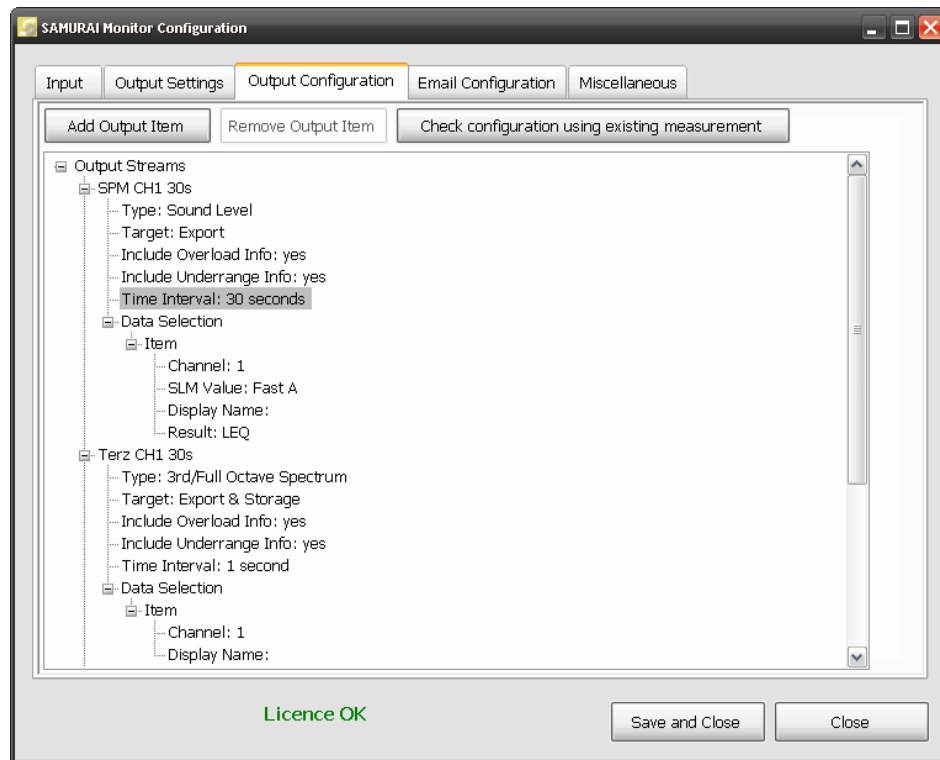 SAMURAI Monitor Configuration
Input Output Settings Output Configuration Email Configuration Miscellaneous
Add Output Item Remove Output Item Check configuration using existing measurement
Output Streams
SPM CH1 30s
Type: Sound Level
Target: Export
Include Overload Info: yes
Include Underrange Info: yes
Time Interval: 30 seconds
Data Selection
Item
Channel: 1
SLM Value: Fast A
Display Name:
Result: LEQ
Terz CH1 30s
Type: 3rd/Full Octave Spectrum
Target: Export & Storage
Include Overload Info: yes
Include Underrange Info: yes
Time Interval: 1 second
Data Selection
Item
Channel: 1
Display Name:
Licence OK
Save and Close Close